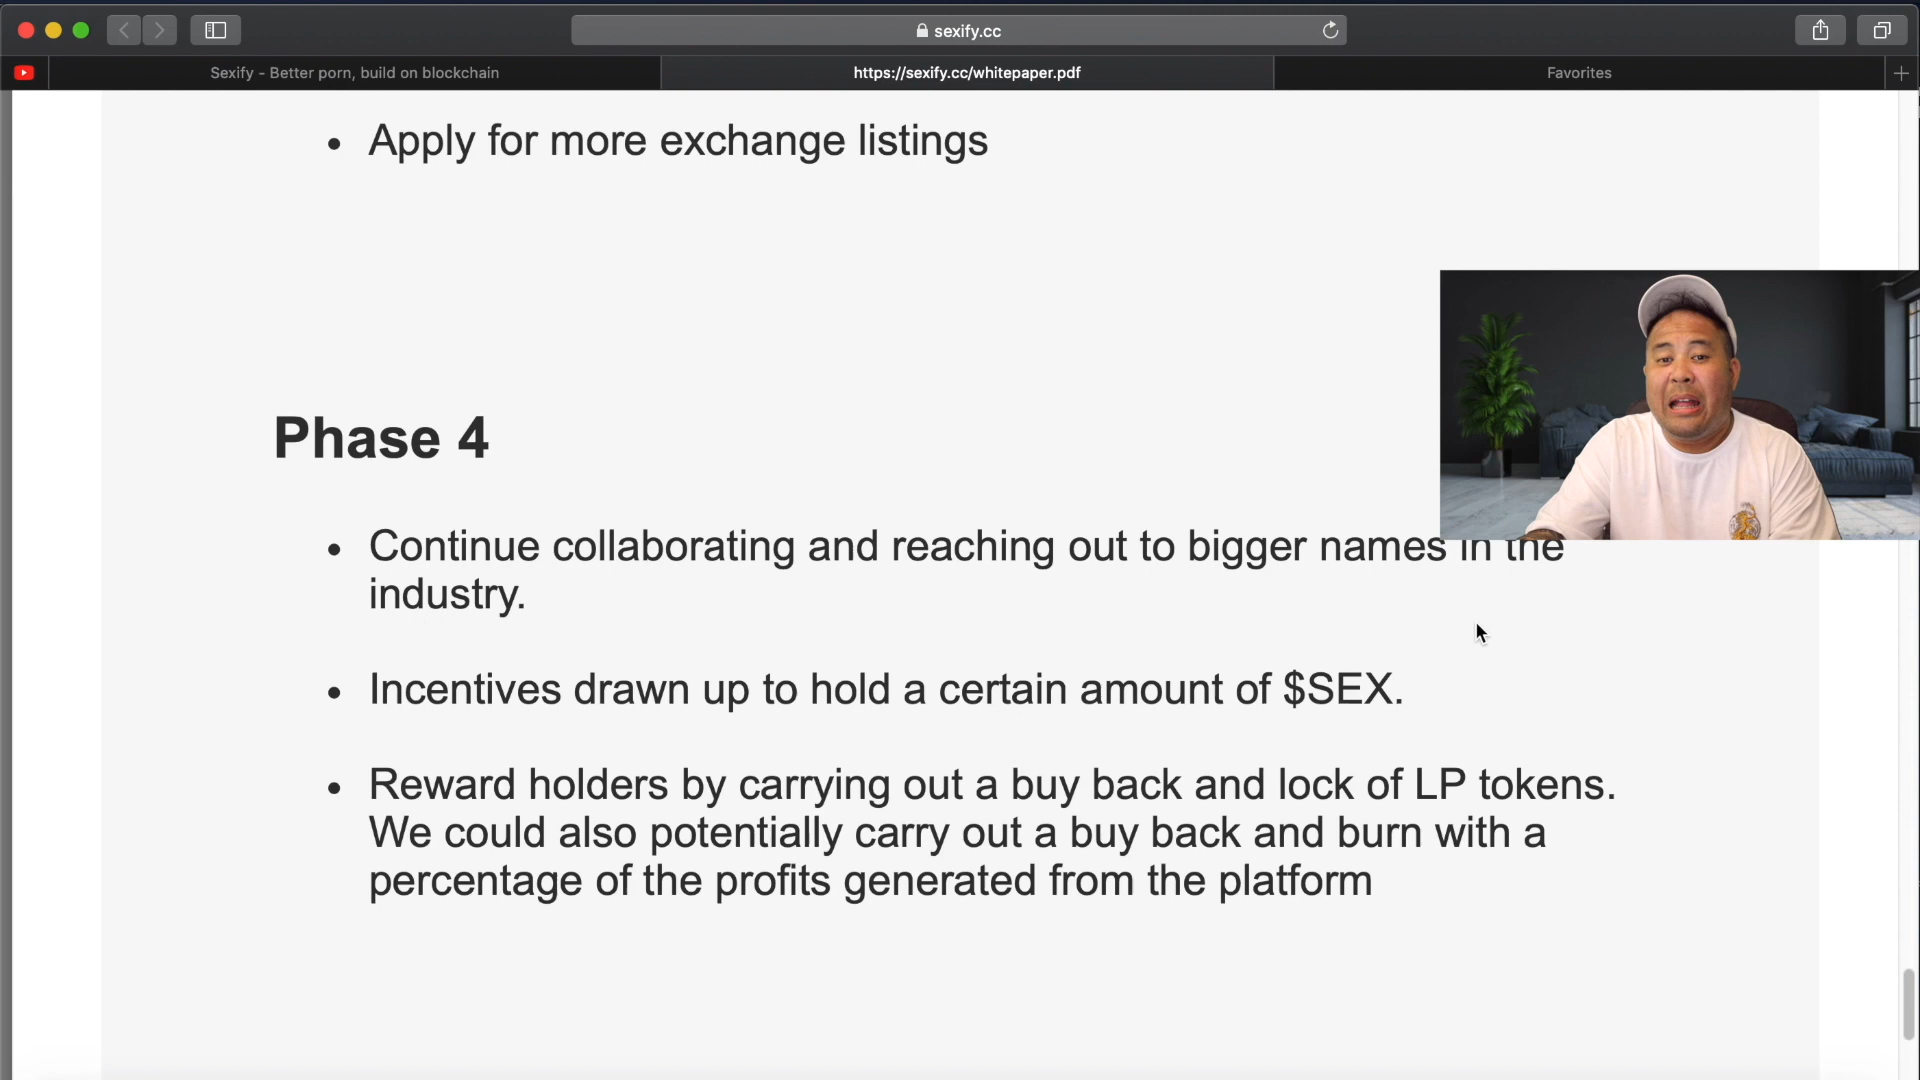 sexify.cc
Sexify - Better porn, build on blockchain
https://sexify.cc/whitepaper.pdf
Favorites
• Apply for more exchange listings
Phase 4
• Continue collaborating and reaching out to bigger names in the
industry.
• Incentives drawn up to hold a certain amount of $SEX.
• Reward holders by carrying out a buy back and lock of LP tokens.
We could also potentially carry out a buy back and burn with a
percentage of the profits generated from the platform